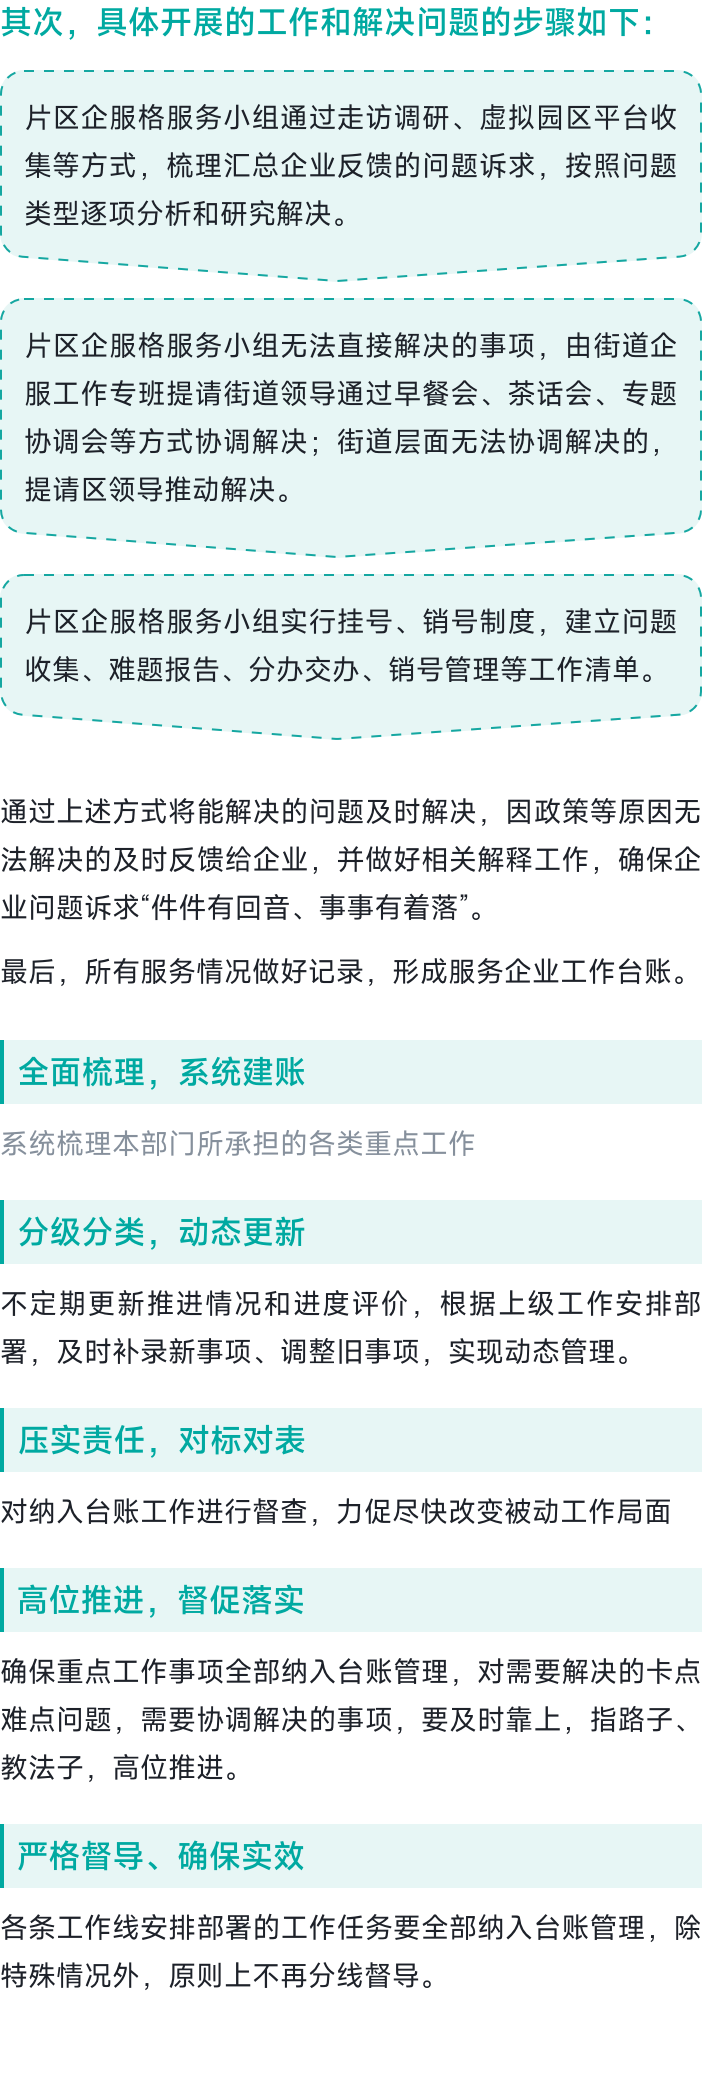 其次，具体开展的工作和解决问题的步骤如下：
片区企服格服务小组通过走访调研、虚拟园区平台收
集等方式，梳理汇总企业反馈的问题诉求，按照问题
类型逐项分析和研究解决。
片区企服格服务小组无法直接解决的事项，由街道企
服工作专班提请街道领导通过早餐会、茶话会、专题
协调会等方式协调解决；街道层面无法协调解决的，
提请区领导推动解决。
片区企服格服务小组实行挂号、销号制度，建立问题
收集、难题报告、分办交办、销号管理等工作清单。
通过上述方式将能解决的问题及时解决，因政策等原因无
法解决的及时反馈给企业，并做好相关解释工作，确保企
业问题诉求“件件有回音、事事有着落”。
最后，所有服务情况做好记录，形成服务企业工作台账。
全面梳理，系统建账
系统梳理本部门所承担的各类重点工作
分级分类，动态更新
不定期更新推进情况和进度评价，根据上级工作安排部
署，及时补录新事项、调整旧事项，实现动态管理。
压实责任，对标对表
对纳入台账工作进行督查，力促尽快改变被动工作局面
高位推进，督促落实
确保重点工作事项全部纳入台账管理，对需要解决的卡点
难点问题，需要协调解决的事项，要及时靠上，指路子、
教法子，高位推进。
严格督导、确保实效
各条工作线安排部署的工作任务要全部纳入台账管理，除
特殊情况外，原则上不再分线督导。